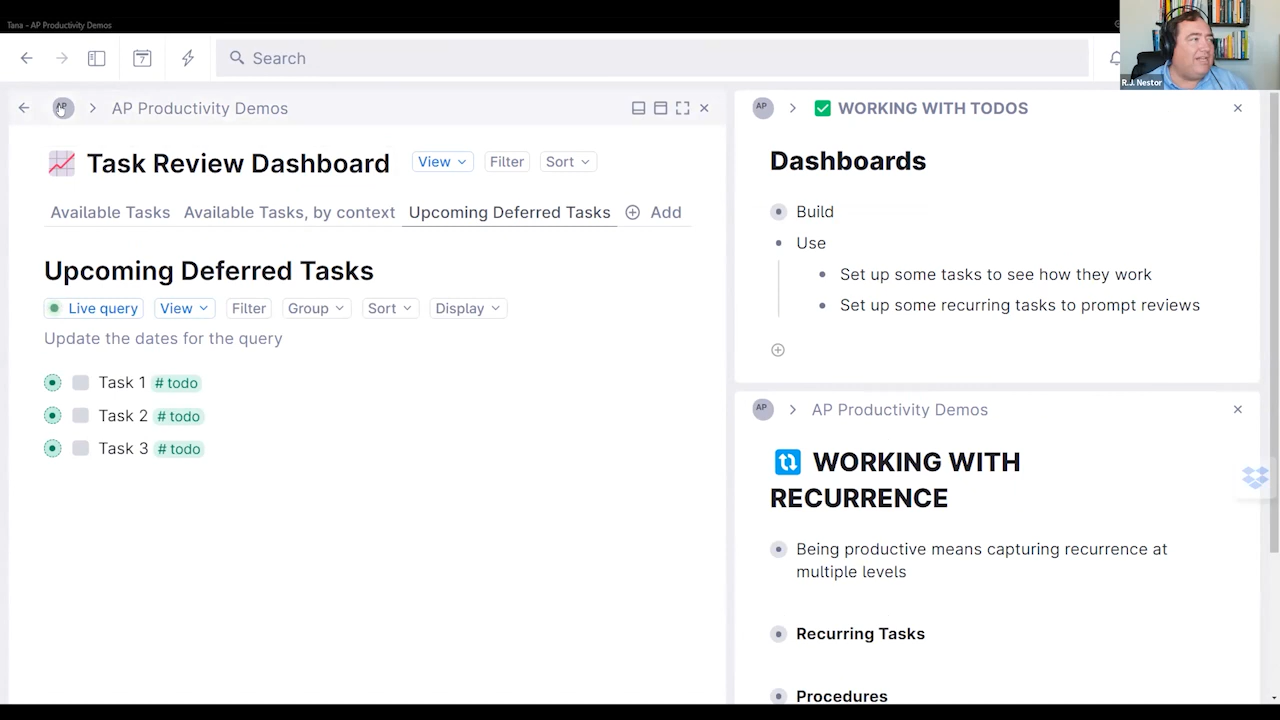 Tana - AP Productivity Demos
7
Search
R.J. Nestor
AP
AP Productivity Demos
Task Review Dashboard
View
Filter
Sort
Available Tasks
Available Tasks, by context
Upcoming Deferred Tasks
Add
Upcoming Deferred Tasks
Live query
View
Filter
Group
Sort
Display
Update the dates for the query
Task 1 # todo
Task 2 # todo
Task 3 # todo
AP
WORKING WITH TODOS
Dashboards
Build
Use
Set up some tasks to see how they work
Set up some recurring tasks to prompt reviews
AP
AP Productivity Demos
WORKING WITH
RECURRENCE
Being productive means capturing recurrence at
multiple levels
Recurring Tasks
Procedures